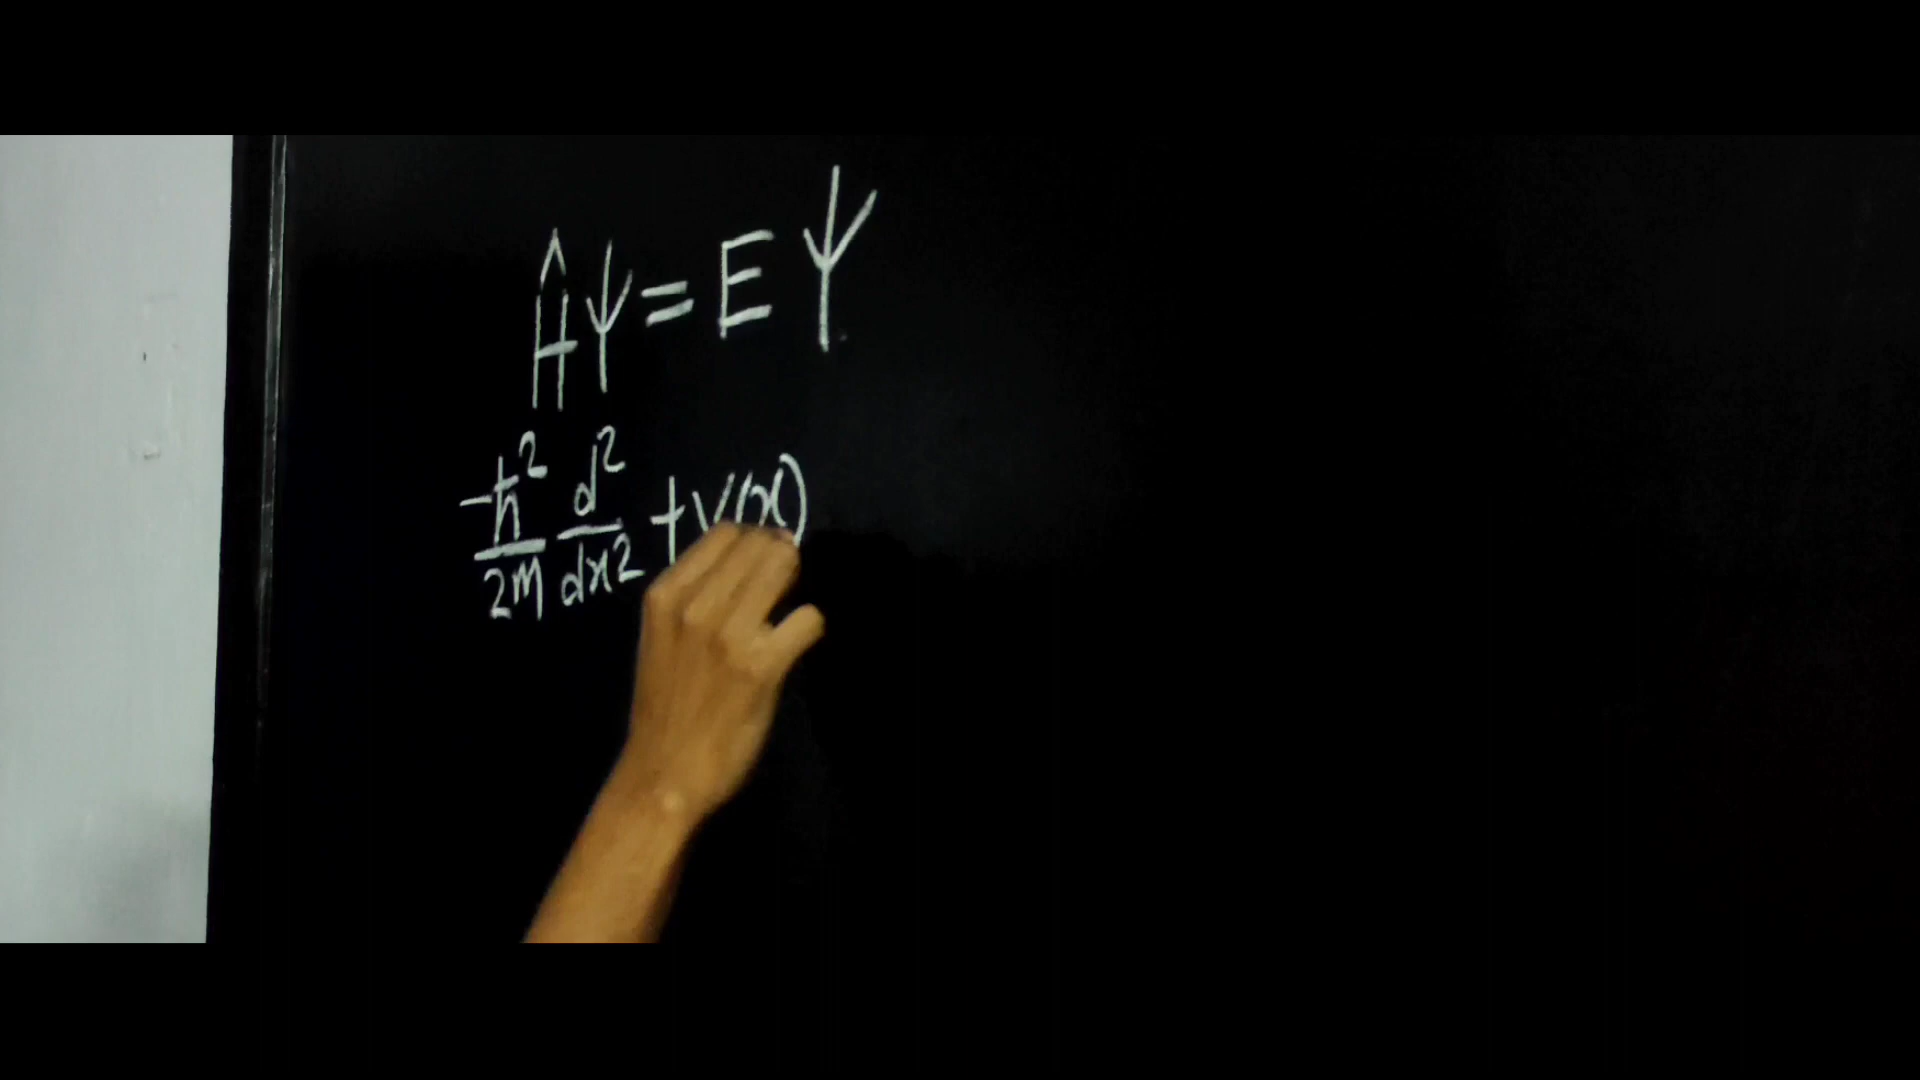 Ĥψ = Eψ
-ħ²/2m d²/dx² + V(x)